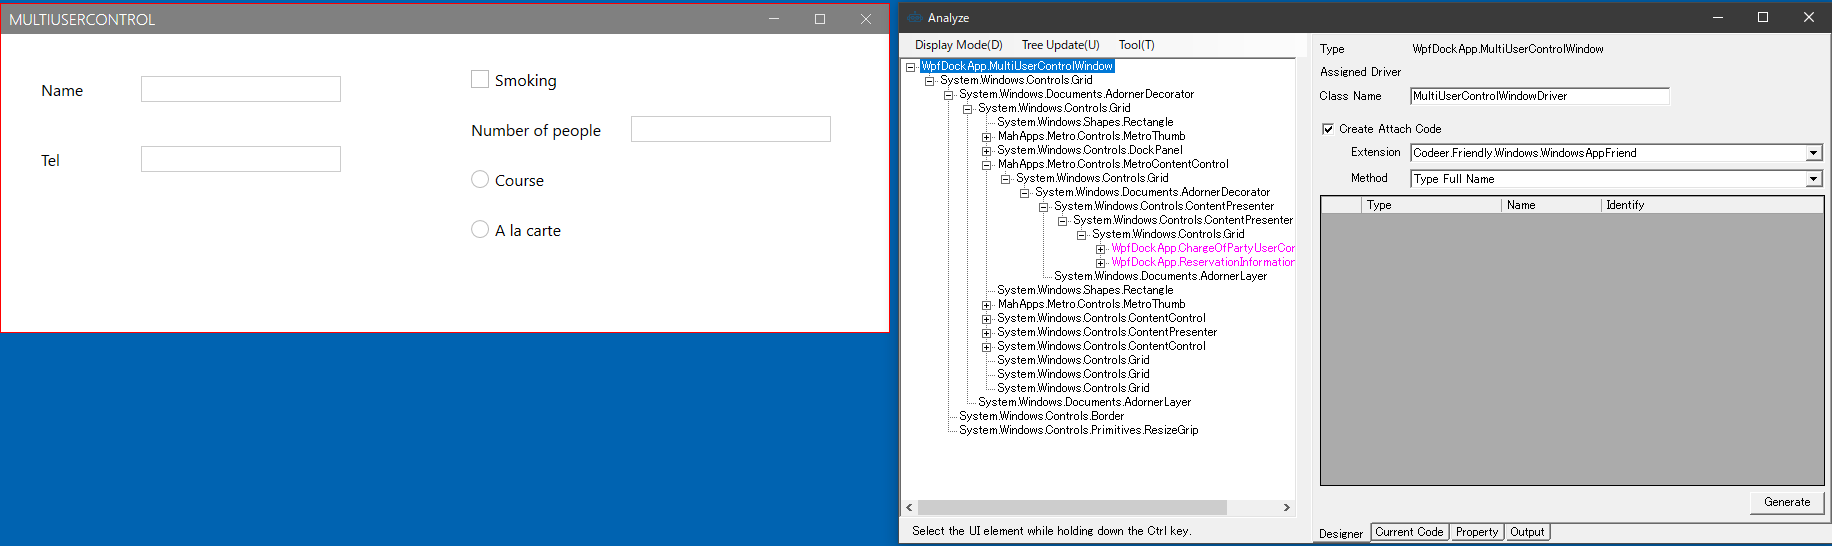 MULTIUSERCONTROL
Name
Tel
Smoking
Number of people
Course
A la carte
Analyze
Display Mode(D) Tree Update(U) Tool(T)
WpfDockApp.MultiUserControlWindow
System.Windows.Controls.Grid
System.Windows.Documents.AdornerDecorator
System.Windows.Controls.Grid
System.Windows.Shapes.Rectangle
MahApps.Metro.Controls.MetroThumb
System.Windows.Controls.DockPanel
MahApps.Metro.Controls.MetroContentControl
System.Windows.Controls.Grid
System.Windows.Documents.AdornerDecorator
System.Windows.Controls.ContentPresenter
System.Windows.Controls.ContentPresenter
System.Windows.Controls.Grid
WpfDockApp.ChargeOfPartyUserCor
WpfDockApp.ReservationInformation
System.Windows.Documents.AdornerLayer
System.Windows.Shapes.Rectangle
MahApps.Metro.Controls.MetroThumb
System.Windows.Controls.ContentControl
System.Windows.Controls.ContentPresenter
System.Windows.Controls.ContentControl
System.Windows.Controls.Grid
System.Windows.Controls.Grid
System.Windows.Controls.Grid
System.Windows.Documents.AdornerLayer
System.Windows.Controls.Border
System.Windows.Controls.Primitives.ResizeGrip
Select the UI element while holding down the Ctrl key.
Type WpfDockApp.MultiUserControlWindow
Assigned Driver
Class Name MultiUserControlWindowDriver
Create Attach Code
Extension Codeer.Friendly.Windows.WindowsAppFriend
Method Type Full Name
Type Name Identify
Generate
Designer Current Code Property Output